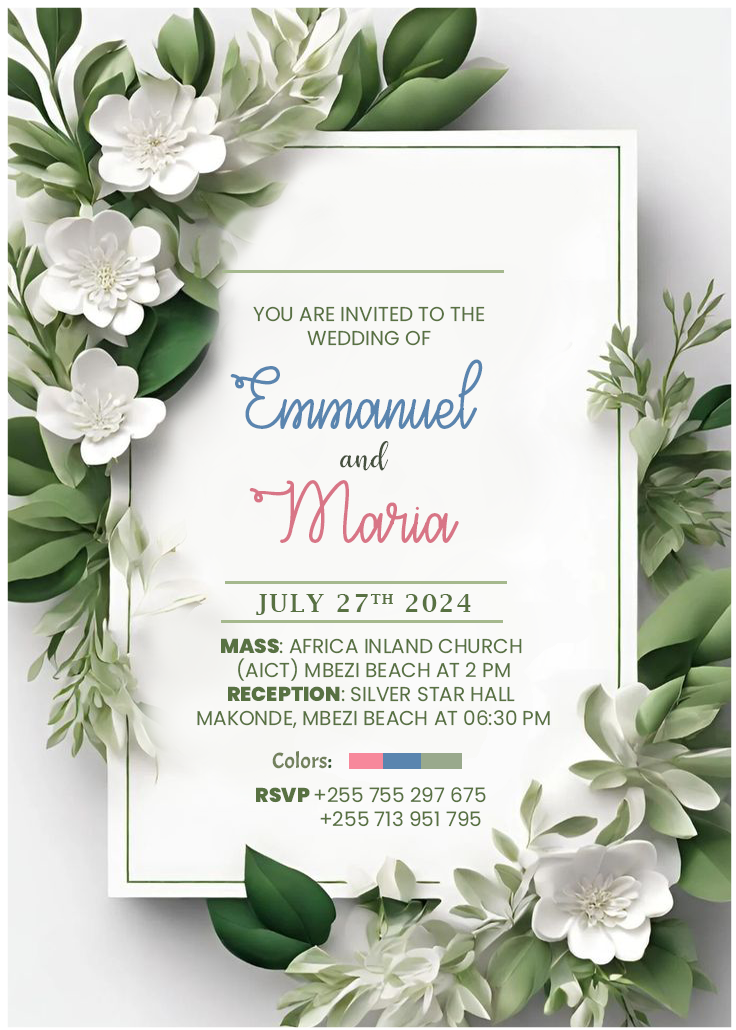 YOU ARE INVITED TO THE
WEDDING OF
Emmanuel
and
Maria
JULY 27TH 2024
MASS: AFRICA INLAND CHURCH
(AICT) MBEZI BEACH AT 2 PM
RECEPTION: SILVER STAR HALL
MAKONDE, MBEZI BEACH AT 06:30 PM
Colors:
RSVP +255 755 297 675
+255 713 951 795